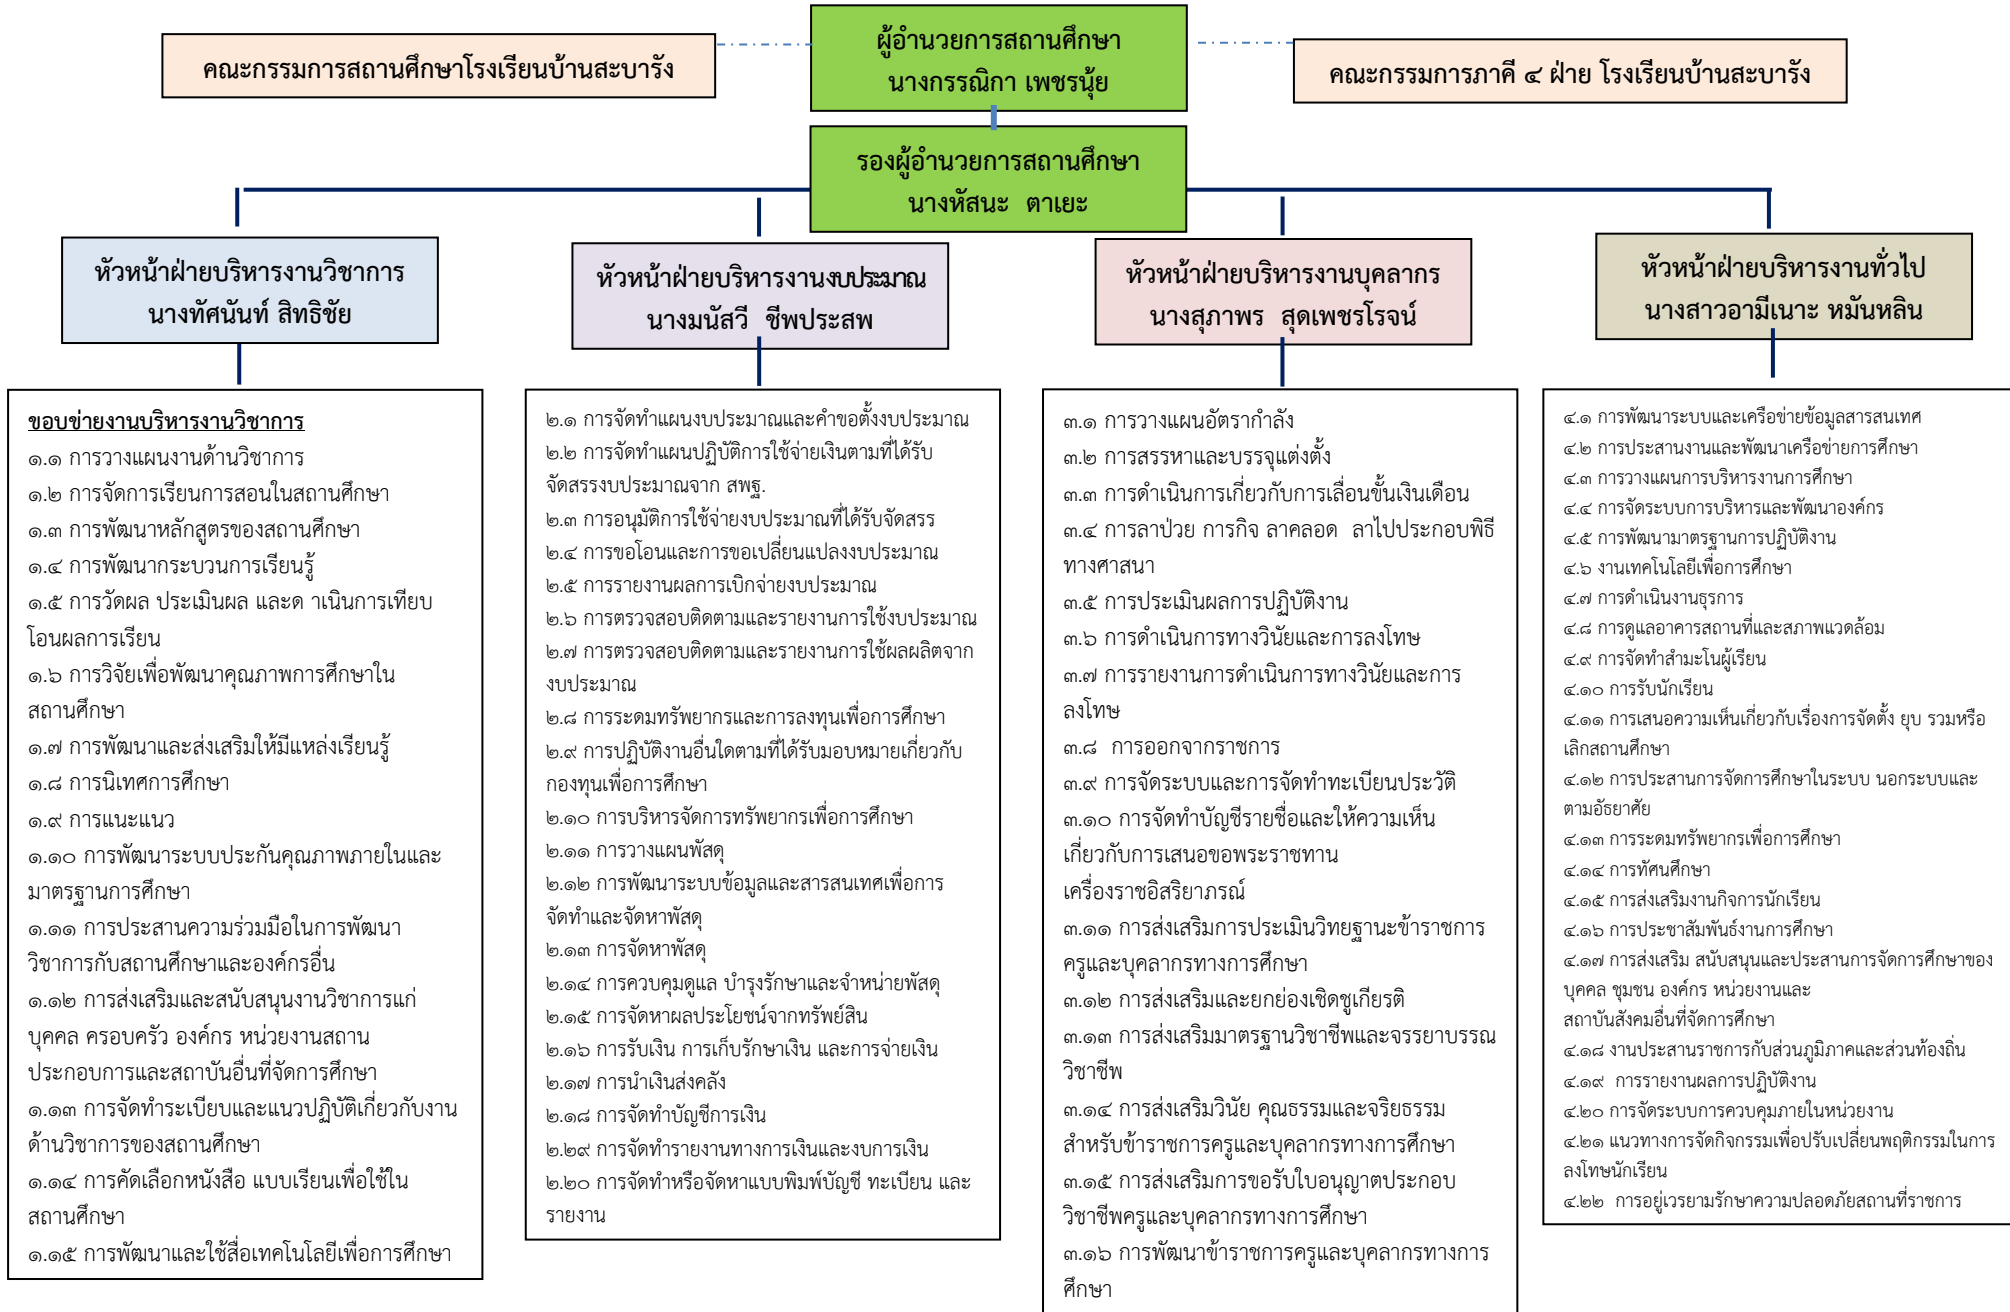 ผู้อำนวยการสถานศึกษา
นางกรรณิกา เพชรนุ้ย
คณะกรรมการสถานศึกษาโรงเรียนบ้านสะบารัง
คณะกรรมการภาคี ๔ ฝ่าย โรงเรียนบ้านสะบารัง
รองผู้อำนวยการสถานศึกษา
นางหัสนะ ตาเยะ
หัวหน้าฝ่ายบริหารงานวิชาการ
นางทัศนันท์ สิทธิชัย
หัวหน้าฝ่ายบริหารงานงบประมาณ
นางมนัสวี ชีพประสพ
หัวหน้าฝ่ายบริหารงานบุคลากร
นางสุภาพร สุดเพชรโรจน์
หัวหน้าฝ่ายบริหารงานทั่วไป
นางสาวอามีเนาะ หมันหลิน
ขอบข่ายงานบริหารงานวิชาการ
๑.๑ การวางแผนงานด้านวิชาการ
๑.๒ การจัดการเรียนการสอนในสถานศึกษา
๑.๓ การพัฒนาหลักสูตรของสถานศึกษา
๑.๔ การพัฒนากระบวนการเรียนรู้
๑.๕ การวัดผล ประเมินผล และด าเนินการเทียบ
โอนผลการเรียน
๑.๖ การวิจัยเพื่อพัฒนาคุณภาพการศึกษาใน
สถานศึกษา
๑.๗ การพัฒนาและส่งเสริมให้มีแหล่งเรียนรู้
๑.๘ การนิเทศการศึกษา
๑.๙ การแนะแนว
๑.๑๐ การพัฒนาระบบประกันคุณภาพภายในและ
มาตรฐานการศึกษา
๑.๑๑ การประสานความร่วมมือในการพัฒนา
วิชาการกับสถานศึกษาและองค์กรอื่น
๑.๑๒ การส่งเสริมและสนับสนุนงานวิชาการแก่
บุคคล ครอบครัว องค์กร หน่วยงานสถาน
ประกอบการและสถาบันอื่นที่จัดการศึกษา
๑.๑๓ การจัดทำระเบียบและแนวปฏิบัติเกี่ยวกับงาน
ด้านวิชาการของสถานศึกษา
๑.๑๔ การคัดเลือกหนังสือ แบบเรียนเพื่อใช้ใน
สถานศึกษา
๑.๑๕ การพัฒนาและใช้สื่อเทคโนโลยีเพื่อการศึกษา
๒.๑ การจัดทำแผนงบประมาณและคำขอตั้งงบประมาณ
๒.๒ การจัดทำแผนปฏิบัติการใช้จ่ายเงินตามที่ได้รับ
จัดสรรงบประมาณจาก สพฐ.
๒.๓ การอนุมัติการใช้จ่ายงบประมาณที่ได้รับจัดสรร
๒.๔ การขอโอนและการขอเปลี่ยนแปลงงบประมาณ
๒.๕ การรายงานผลการเบิกจ่ายงบประมาณ
๒.๖ การตรวจสอบติดตามและรายงานการใช้งบประมาณ
๒.๗ การตรวจสอบติดตามและรายงานการใช้ผลผลิตจาก
งบประมาณ
๒.๘ การระดมทรัพยากรและการลงทุนเพื่อการศึกษา
๒.๙ การปฏิบัติงานอื่นใดตามที่ได้รับมอบหมายเกี่ยวกับ
กองทุนเพื่อการศึกษา
๒.๑๐ การบริหารจัดการทรัพยากรเพื่อการศึกษา
๒.๑๑ การวางแผนพัสดุ
๒.๑๒ การพัฒนาระบบข้อมูลและสารสนเทศเพื่อการ
จัดทำและจัดหาพัสดุ
๒.๑๓ การจัดหาพัสดุ
๒.๑๔ การควบคุมดูแล บำรุงรักษาและจำหน่ายพัสดุ
๒.๑๕ การจัดหาผลประโยชน์จากทรัพย์สิน
๒.๑๖ การรับเงิน การเก็บรักษาเงิน และการจ่ายเงิน
๒.๑๗ การนำเงินส่งคลัง
๒.๑๘ การจัดทำบัญชีการเงิน
๒.๒๙ การจัดทำรายงานทางการเงินและงบการเงิน
๒.๒๐ การจัดทำหรือจัดหาแบบพิมพ์บัญชี ทะเบียน และ
รายงาน
๓.๑ การวางแผนอัตรากำลัง
๓.๒ การสรรหาและบรรจุแต่งตั้ง
๓.๓ การดำเนินการเกี่ยวกับการเลื่อนขั้นเงินเดือน
๓.๔ การลาป่วย การกิจ ลาคลอด ลาไปประกอบพิธี
ทางศาสนา
๓.๕ การประเมินผลการปฏิบัติงาน
๓.๖ การดำเนินการทางวินัยและการลงโทษ
๓.๗ การรายงานการดำเนินการทางวินัยและการ
ลงโทษ
๓.๘ การออกจากราชการ
๓.๙ การจัดระบบและการจัดทำทะเบียนประวัติ
๓.๑๐ การจัดทำบัญชีรายชื่อและให้ความเห็น
เกี่ยวกับการเสนอขอพระราชทาน
เครื่องราชอิสริยาภรณ์
๓.๑๑ การส่งเสริมการประเมินวิทยฐานะข้าราชการ
ครูและบุคลากรทางการศึกษา
๓.๑๒ การส่งเสริมและยกย่องเชิดชูเกียรติ
๓.๑๓ การส่งเสริมมาตรฐานวิชาชีพและจรรยาบรรณ
วิชาชีพ
๓.๑๔ การส่งเสริมวินัย คุณธรรมและจริยธรรม
สำหรับข้าราชการครูและบุคลากรทางการศึกษา
๓.๑๕ การส่งเสริมการขอรับใบอนุญาตประกอบ
วิชาชีพครูและบุคลากรทางการศึกษา
๓.๑๖ การพัฒนาข้าราชการครูและบุคลากรทางการ
ศึกษา
๔.๑ การพัฒนาระบบและเครือข่ายข้อมูลสารสนเทศ
๔.๒ การประสานงานและพัฒนาเครือข่ายการศึกษา
๔.๓ การวางแผนการบริหารงานการศึกษา
๔.๔ การจัดระบบการบริหารและพัฒนาองค์กร
๔.๕ การพัฒนามาตรฐานการปฏิบัติงาน
๔.๖ งานเทคโนโลยีเพื่อการศึกษา
๔.๗ การดำเนินงานธุรการ
๔.๘ การดูแลอาคารสถานที่และสภาพแวดล้อม
๔.๙ การจัดทำสำมะโนผู้เรียน
๔.๑๐ การรับนักเรียน
๔.๑๑ การเสนอความเห็นเกี่ยวกับเรื่องการจัดตั้ง ยุบ รวมหรือ
เลิกสถานศึกษา
๔.๑๒ การประสานการจัดการศึกษาในระบบ นอกระบบและ
ตามอัธยาศัย
๔.๑๓ การระดมทรัพยากรเพื่อการศึกษา
๔.๑๔ การทัศนศึกษา
๔.๑๕ การส่งเสริมงานกิจการนักเรียน
๔.๑๖ การประชาสัมพันธ์งานการศึกษา
๔.๑๗ การส่งเสริม สนับสนุนและประสานการจัดการศึกษาของ
บุคคล ชุมชน องค์กร หน่วยงานและ
สถาบันสังคมอื่นที่จัดการศึกษา
๔.๑๘ งานประสานราชการกับส่วนภูมิภาคและส่วนท้องถิ่น
๔.๑๙ การรายงานผลการปฏิบัติงาน
๔.๒๐ การจัดระบบการควบคุมภายในหน่วยงาน
๔.๒๑ แนวทางการจัดกิจกรรมเพื่อปรับเปลี่ยนพฤติกรรมในการ
ลงโทษนักเรียน
๔.๒๒ การอยู่เวรยามรักษาความปลอดภัยสถานที่ราชการ